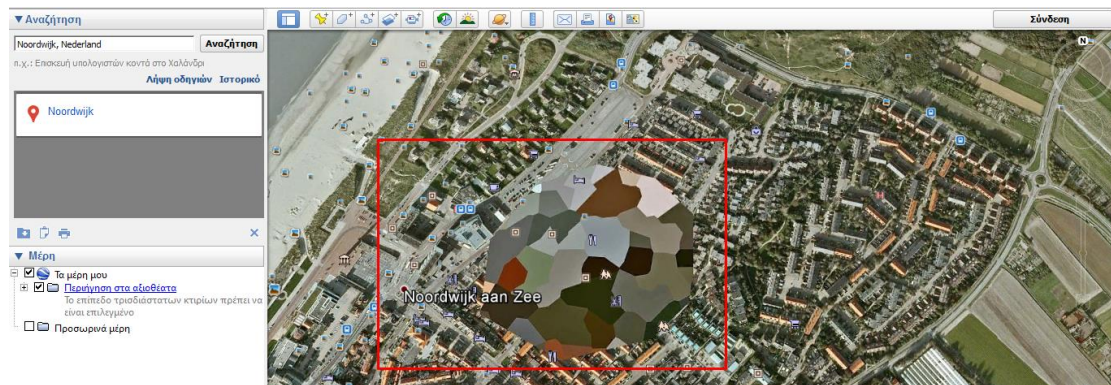 Αναζήτηση
Noordwijk, Nederland
Αναζήτηση
π.χ.: Επισκευή υπολογιστών κοντά στο Χαλάνδρι
Λήψη οδηγιών Ιστορικό
Noordwijk
Μέρη
Τα μέρη μου
Περιήγηση στα αξιοθέατα
Το επίπεδο τρισδιάστατων κτιρίων πρέπει να
είναι επιλεγμένο
Προσωρινά μέρη
Σύνδεση
N
Noordwijk aan Zee
H